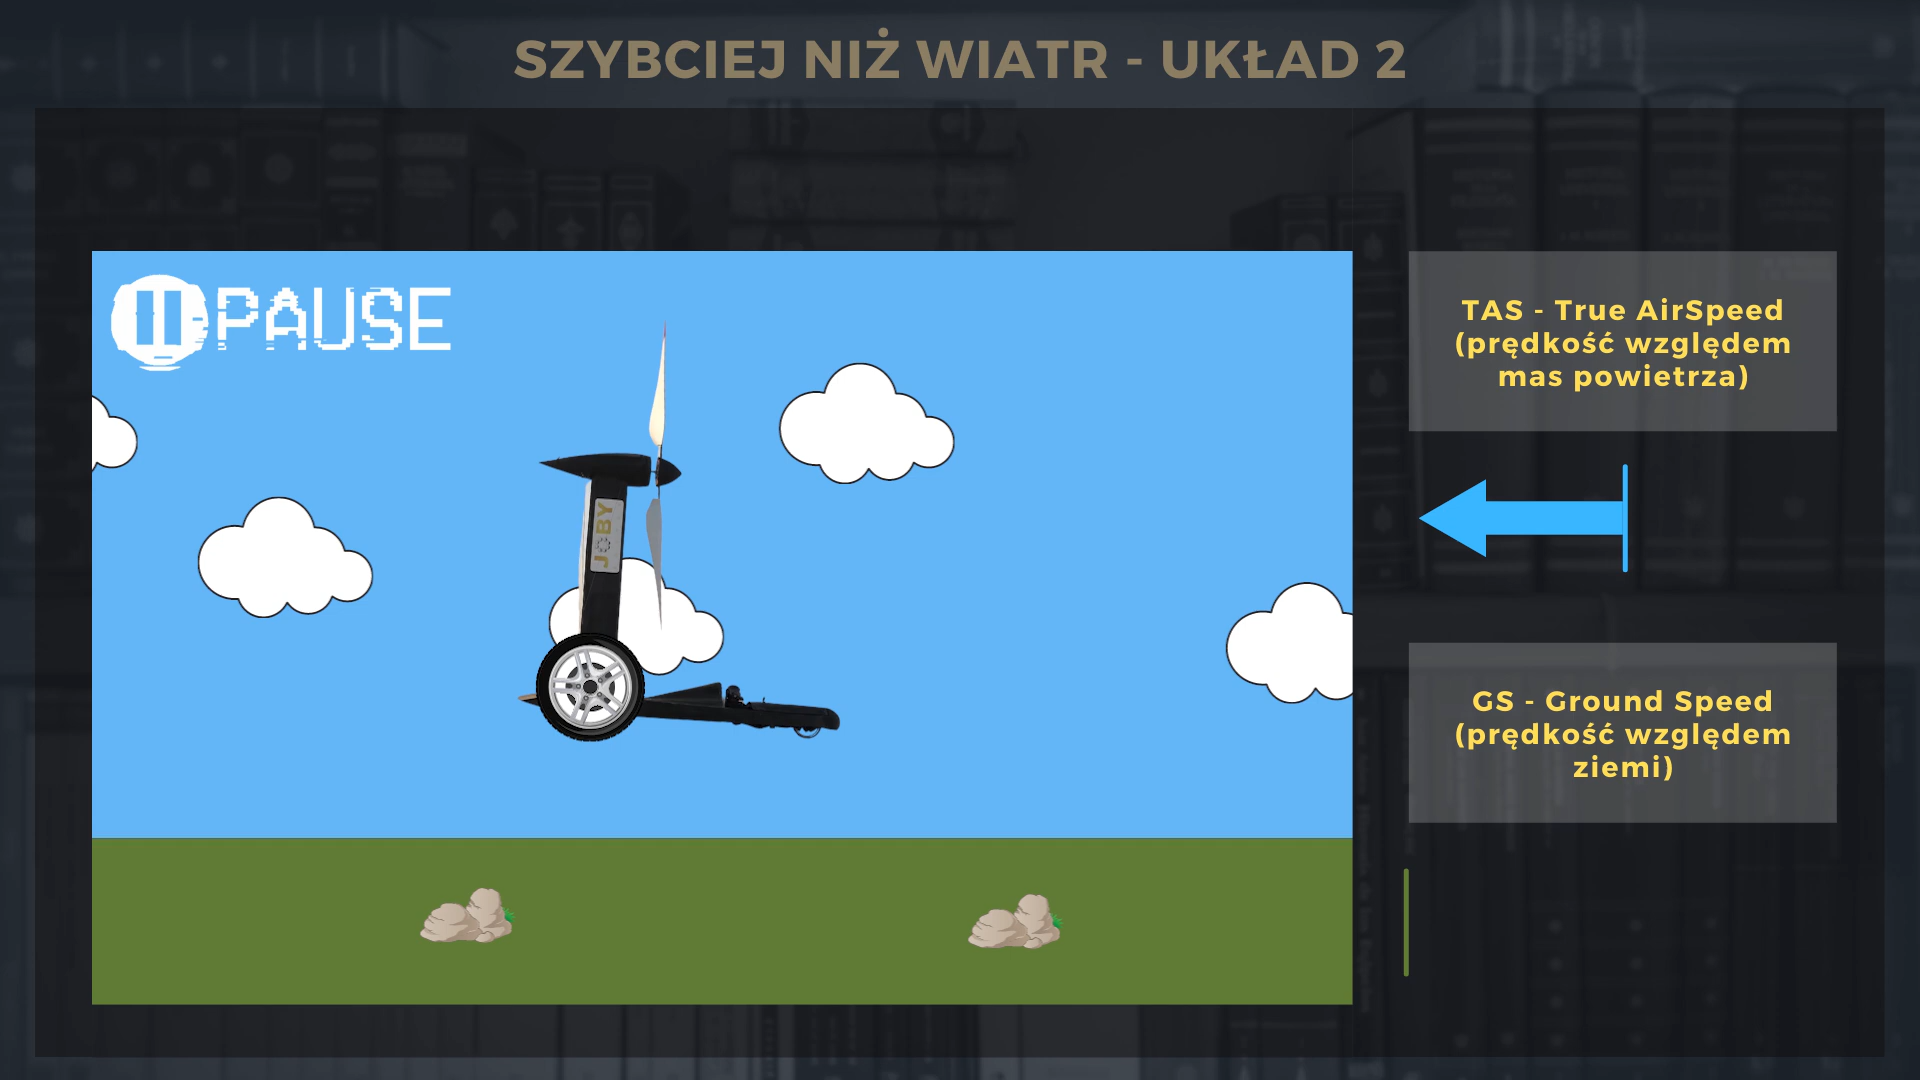 SZYBCIEJ NIŻ WIATR - UKŁAD 2
PAUSE
JOBY
TAS - True AirSpeed
(prędkość względem
mas powietrza)
GS - Ground Speed
(prędkość względem
ziemi)